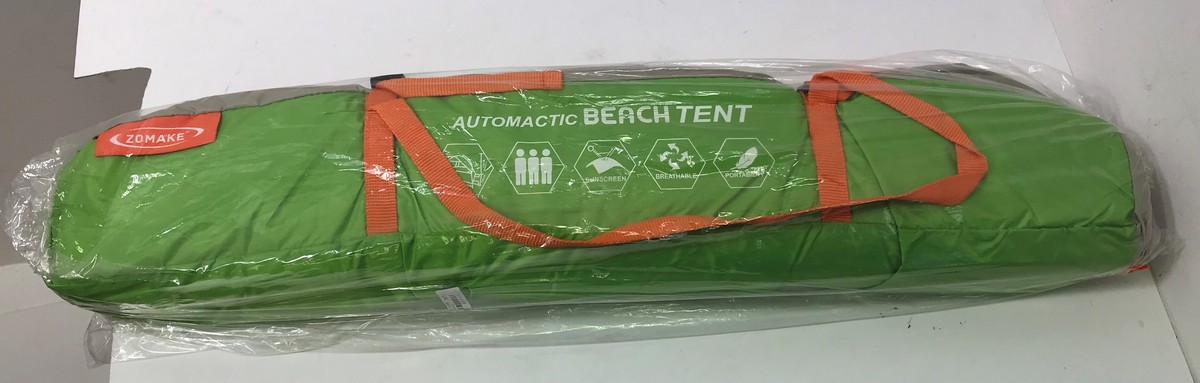 ZOMAKE
AUTOMACTIC BEACH TENT
SUNSCREEN
BREATHABLE
PORTABLE